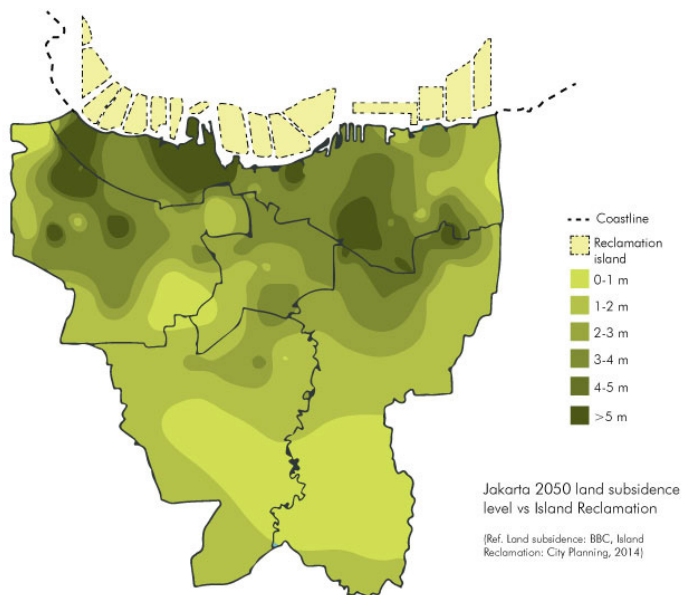 Coastline
Reclamation
island
0-1 m
1-2 m
2-3 m
3-4 m
4-5 m
>5 m
Jakarta 2050 land subsidence
level vs Island Reclamation
(Ref. Land subsidence: BBC, Island
Reclamation: City Planning, 2014)